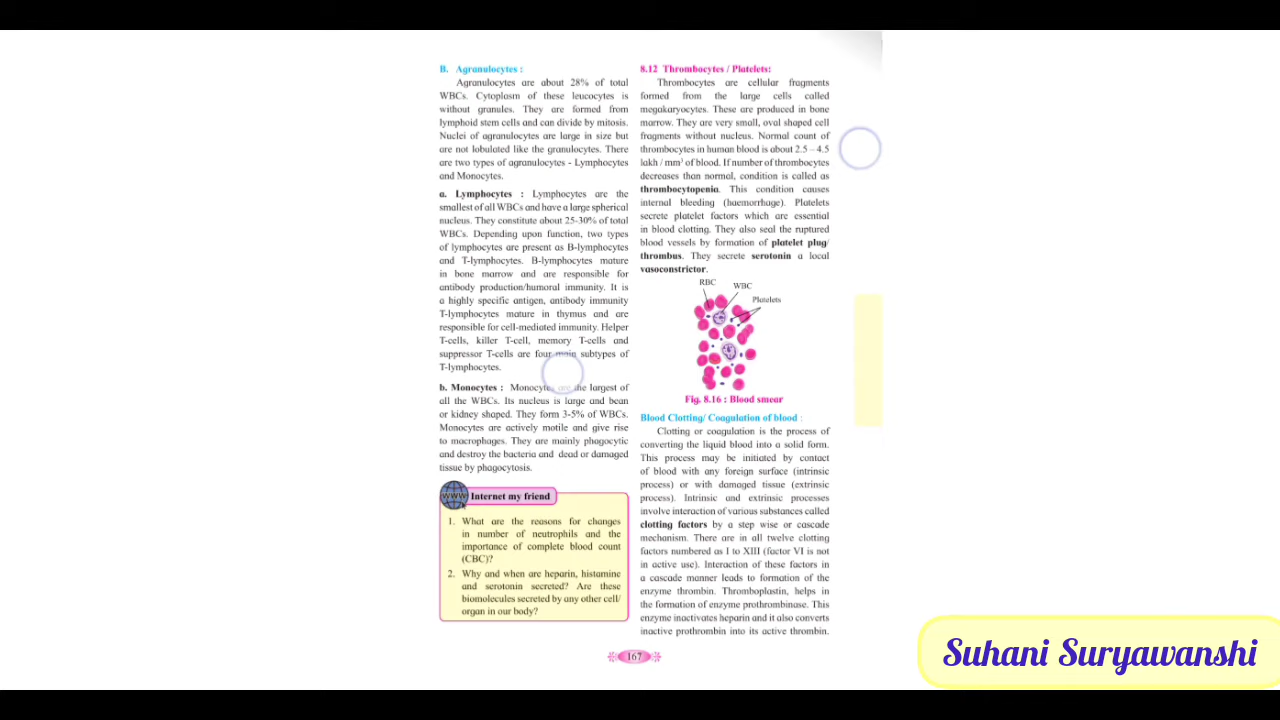 B. Agranulocytes :
Agranulocytes are about 28% of total
WBCs. Cytoplasm of these leucocytes is
without granules. They are formed from
lymphoid stem cells and can divide by mitosis.
Nuclei of agranulocytes are large in size but
are not lobulated like the granulocytes. There
are two types of agranulocytes - Lymphocytes
and Monocytes.
a. Lymphocytes : Lymphocytes are the
smallest of all WBCs and have a large spherical
nucleus. They constitute about 25-30% of total
WBCs. Depending upon function, two types
of lymphocytes are present as B-lymphocytes
and T-lymphocytes. B-lymphocytes mature
in bone marrow and are responsible for
antibody production/humoral immunity. It is
a highly specific antigen, antibody immunity
T-lymphocytes mature in thymus and are
responsible for cell-mediated immunity. Helper
T-cells, killer T-cell, memory T-cells and
suppressor T-cells are four main subtypes of
T-lymphocytes.
b. Monocytes : Monocytes are the largest of
all the WBCs. Its nucleus is large and bean
or kidney shaped. They form 3-5% of WBCs.
Monocytes are actively motile and give rise
to macrophages. They are mainly phagocytic
and destroy the bacteria and dead or damaged
tissue by phagocytosis.
www Internet my friend
1. What are the reasons for changes
in number of neutrophils and the
importance of complete blood count
(CBC)?
2. Why and when are heparin, histamine
and serotonin secreted? Are these
biomolecules secreted by any other cell/
organ in our body?
8.12 Thrombocytes / Platelets:
Thrombocytes are cellular fragments
formed from the large cells called
megakaryocytes. These are produced in bone
marrow. They are very small, oval shaped cell
fragments without nucleus. Normal count of
thrombocytes in human blood is about 2.5 – 4.5
lakh / mm³ of blood. If number of thrombocytes
decreases than normal, condition is called as
thrombocytopenia. This condition causes
internal bleeding (haemorrhage). Platelets
secrete platelet factors which are essential
in blood clotting. They also seal the ruptured
blood vessels by formation of platelet plug/
thrombus. They secrete serotonin a local
vasoconstrictor.
RBC WBC
Platelets
Fig. 8.16 : Blood smear
Blood Clotting/ Coagulation of blood :
Clotting or coagulation is the process of
converting the liquid blood into a solid form.
This process may be initiated by contact
of blood with any foreign surface (intrinsic
process) or with damaged tissue (extrinsic
process). Intrinsic and extrinsic processes
involve interaction of various substances called
clotting factors by a step wise or cascade
mechanism. There are in all twelve clotting
factors numbered as I to XIII (factor VI is not
in active use). Interaction of these factors in
a cascade manner leads to formation of the
enzyme thrombin. Thromboplastin, helps in
the formation of enzyme prothrombinase. This
enzyme inactivates heparin and it also converts
inactive prothrombin into its active thrombin.
167
Suhani Suryawanshi